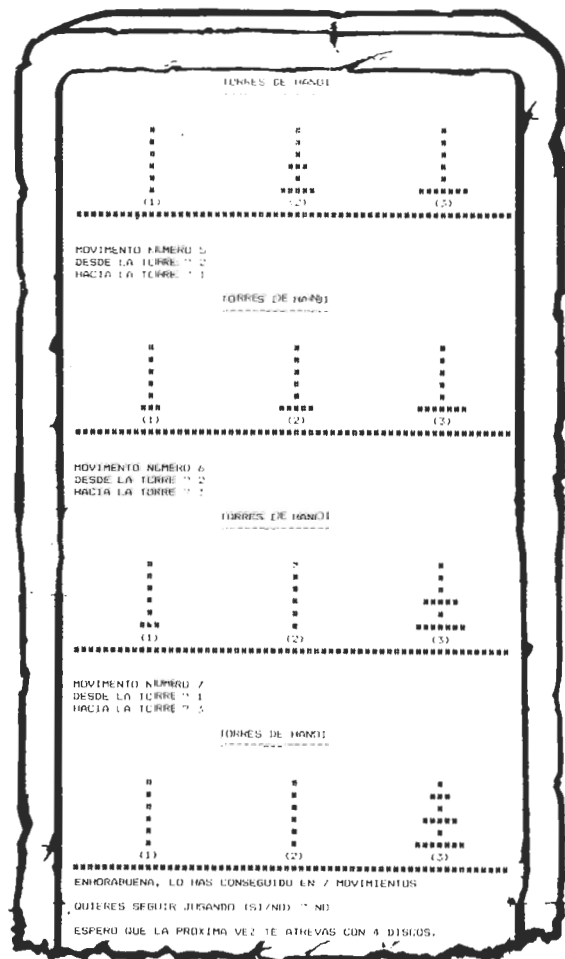 TORRES DE HANOI
(1) (2) (3)
MOVIMENTO NUMERO 5
DESDE LA TORRE ? 2
HACIA LA TORRE ? 1
TORRES DE HANOI
(1) (2) (3)
MOVIMENTO NUMERO 6
DESDE LA TORRE ? 2
HACIA LA TORRE ? 3
TORRES DE HANOI
(1) (2) (3)
MOVIMENTO NUMERO 7
DESDE LA TORRE ? 1
HACIA LA TORRE ? 3
TORRES DE HANOI
(1) (2) (3)
ENHORABUENA, LO HAS CONSEGUIDO EN 7 MOVIMIENTOS
QUIERES SEGUIR JUGANDO (SI/NO) ? NO
ESPERO QUE LA PROXIMA VEZ TE ATREVAS CON 4 DISCOS.